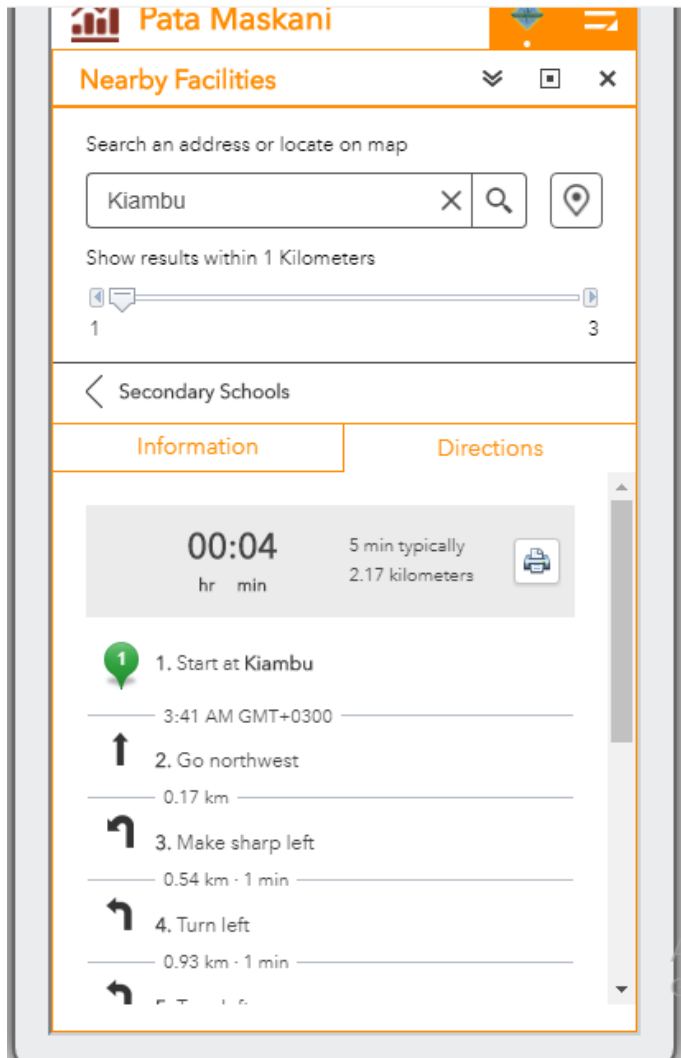 Pata Maskani
Nearby Facilities
Search an address or locate on map
Kiambu
Show results within 1 Kilometers
1 3
Secondary Schools
Information Directions
00:04
hr min
5 min typically
2.17 kilometers
1
1. Start at Kiambu
3:41 AM GMT+0300
2. Go northwest
0.17 km
3. Make sharp left
0.54 km · 1 min
4. Turn left
0.93 km · 1 min